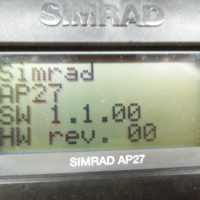 SIMRAD
Simrad
AP27
SW 1.1.00
HW rev. 00
SIMRAD AP27